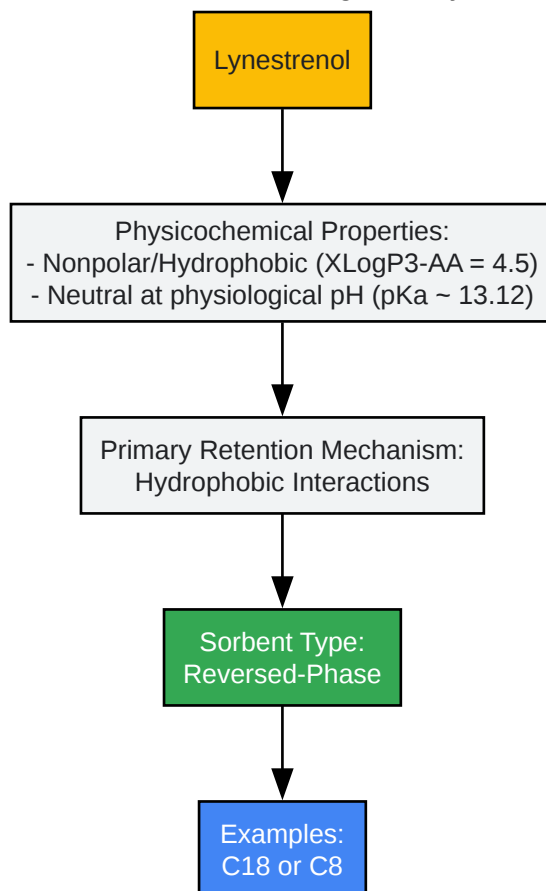 Lynestrenol
Physicochemical Properties:
- Nonpolar/Hydrophobic (XLogP3-AA = 4.5)
- Neutral at physiological pH (pKa ~ 13.12)
Primary Retention Mechanism:
Hydrophobic Interactions
Sorbent Type:
Reversed-Phase
Examples:
C18 or C8